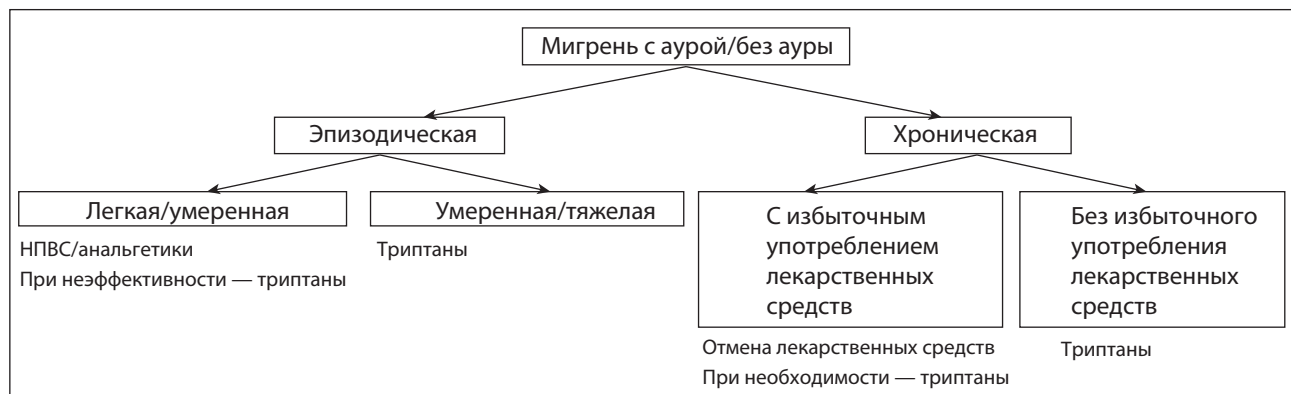 Мигрень с аурой/без ауры
Эпизодическая
Хроническая
Легкая/умеренная
НПВС/анальгетики
При неэффективности — триптаны
Умеренная/тяжелая
Триптаны
С избыточным
употреблением
лекарственных
средств
Отмена лекарственных средств
При необходимости — триптаны
Без избыточного
употребления
лекарственных
средств
Триптаны